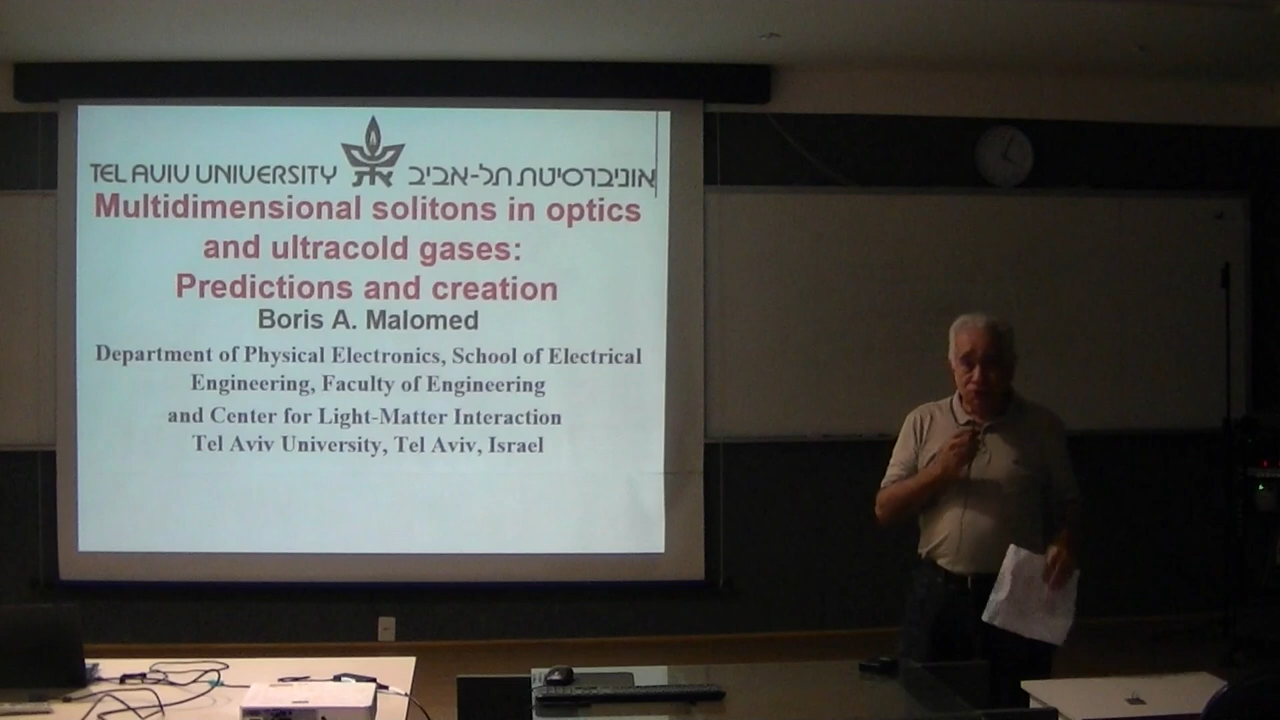 TEL AVIV UNIVERSITY אוניברסיטת תל-אביב
Multidimensional solitons in optics
and ultracold gases:
Predictions and creation
Boris A. Malomed
Department of Physical Electronics, School of Electrical
Engineering, Faculty of Engineering
and Center for Light-Matter Interaction
Tel Aviv University, Tel Aviv, Israel